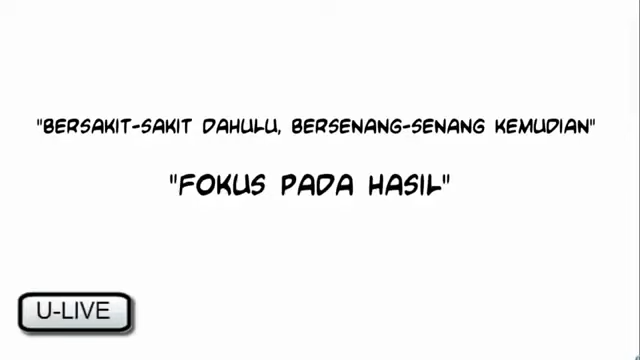 "BERSAKIT-SAKIT DAHULU, BERSENANG-SENANG KEMUDIAN"
"FOKUS PADA HASIL"
U-LIVE